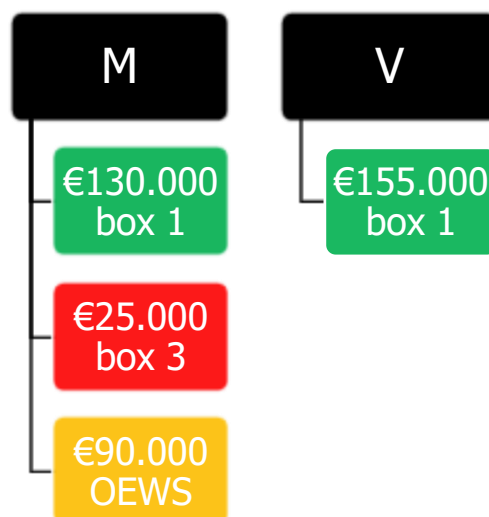 M
€130.000
box 1
€25.000
box 3
€90.000
OEWS
V
€155.000
box 1